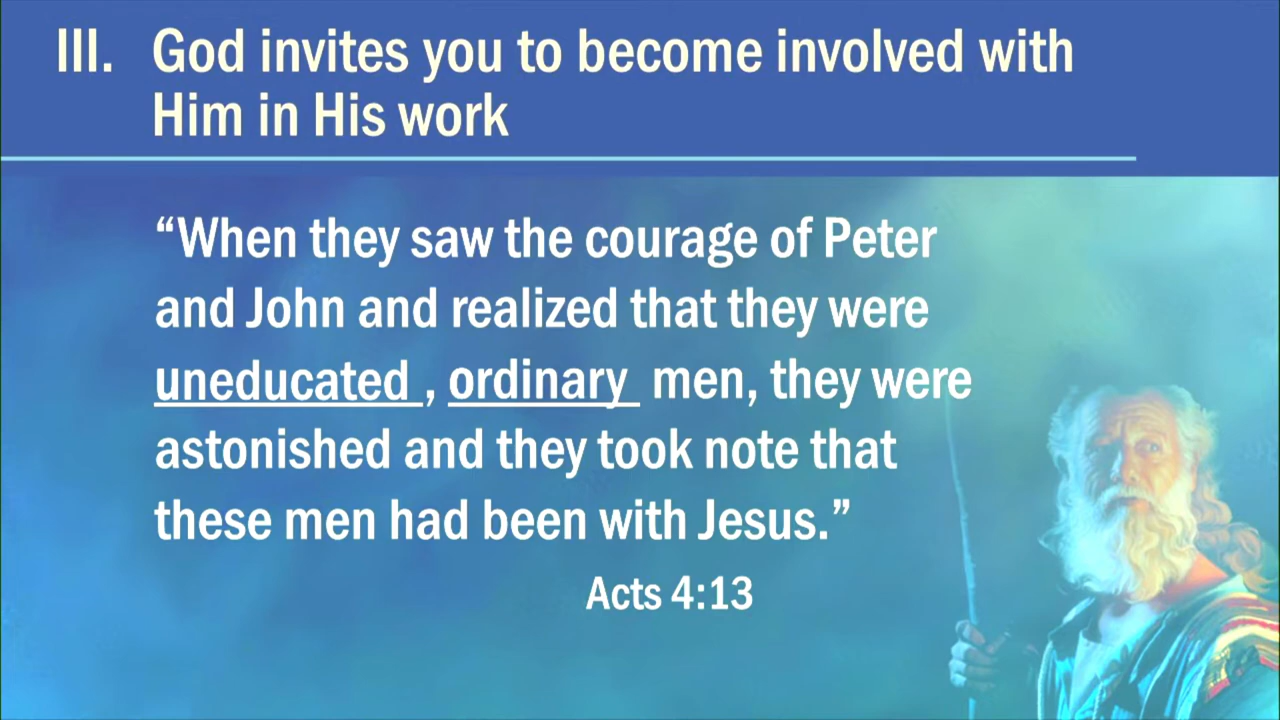 III. God invites you to become involved with
Him in His work
“When they saw the courage of Peter
and John and realized that they were
uneducated , ordinary men, they were
astonished and they took note that
these men had been with Jesus.”
Acts 4:13